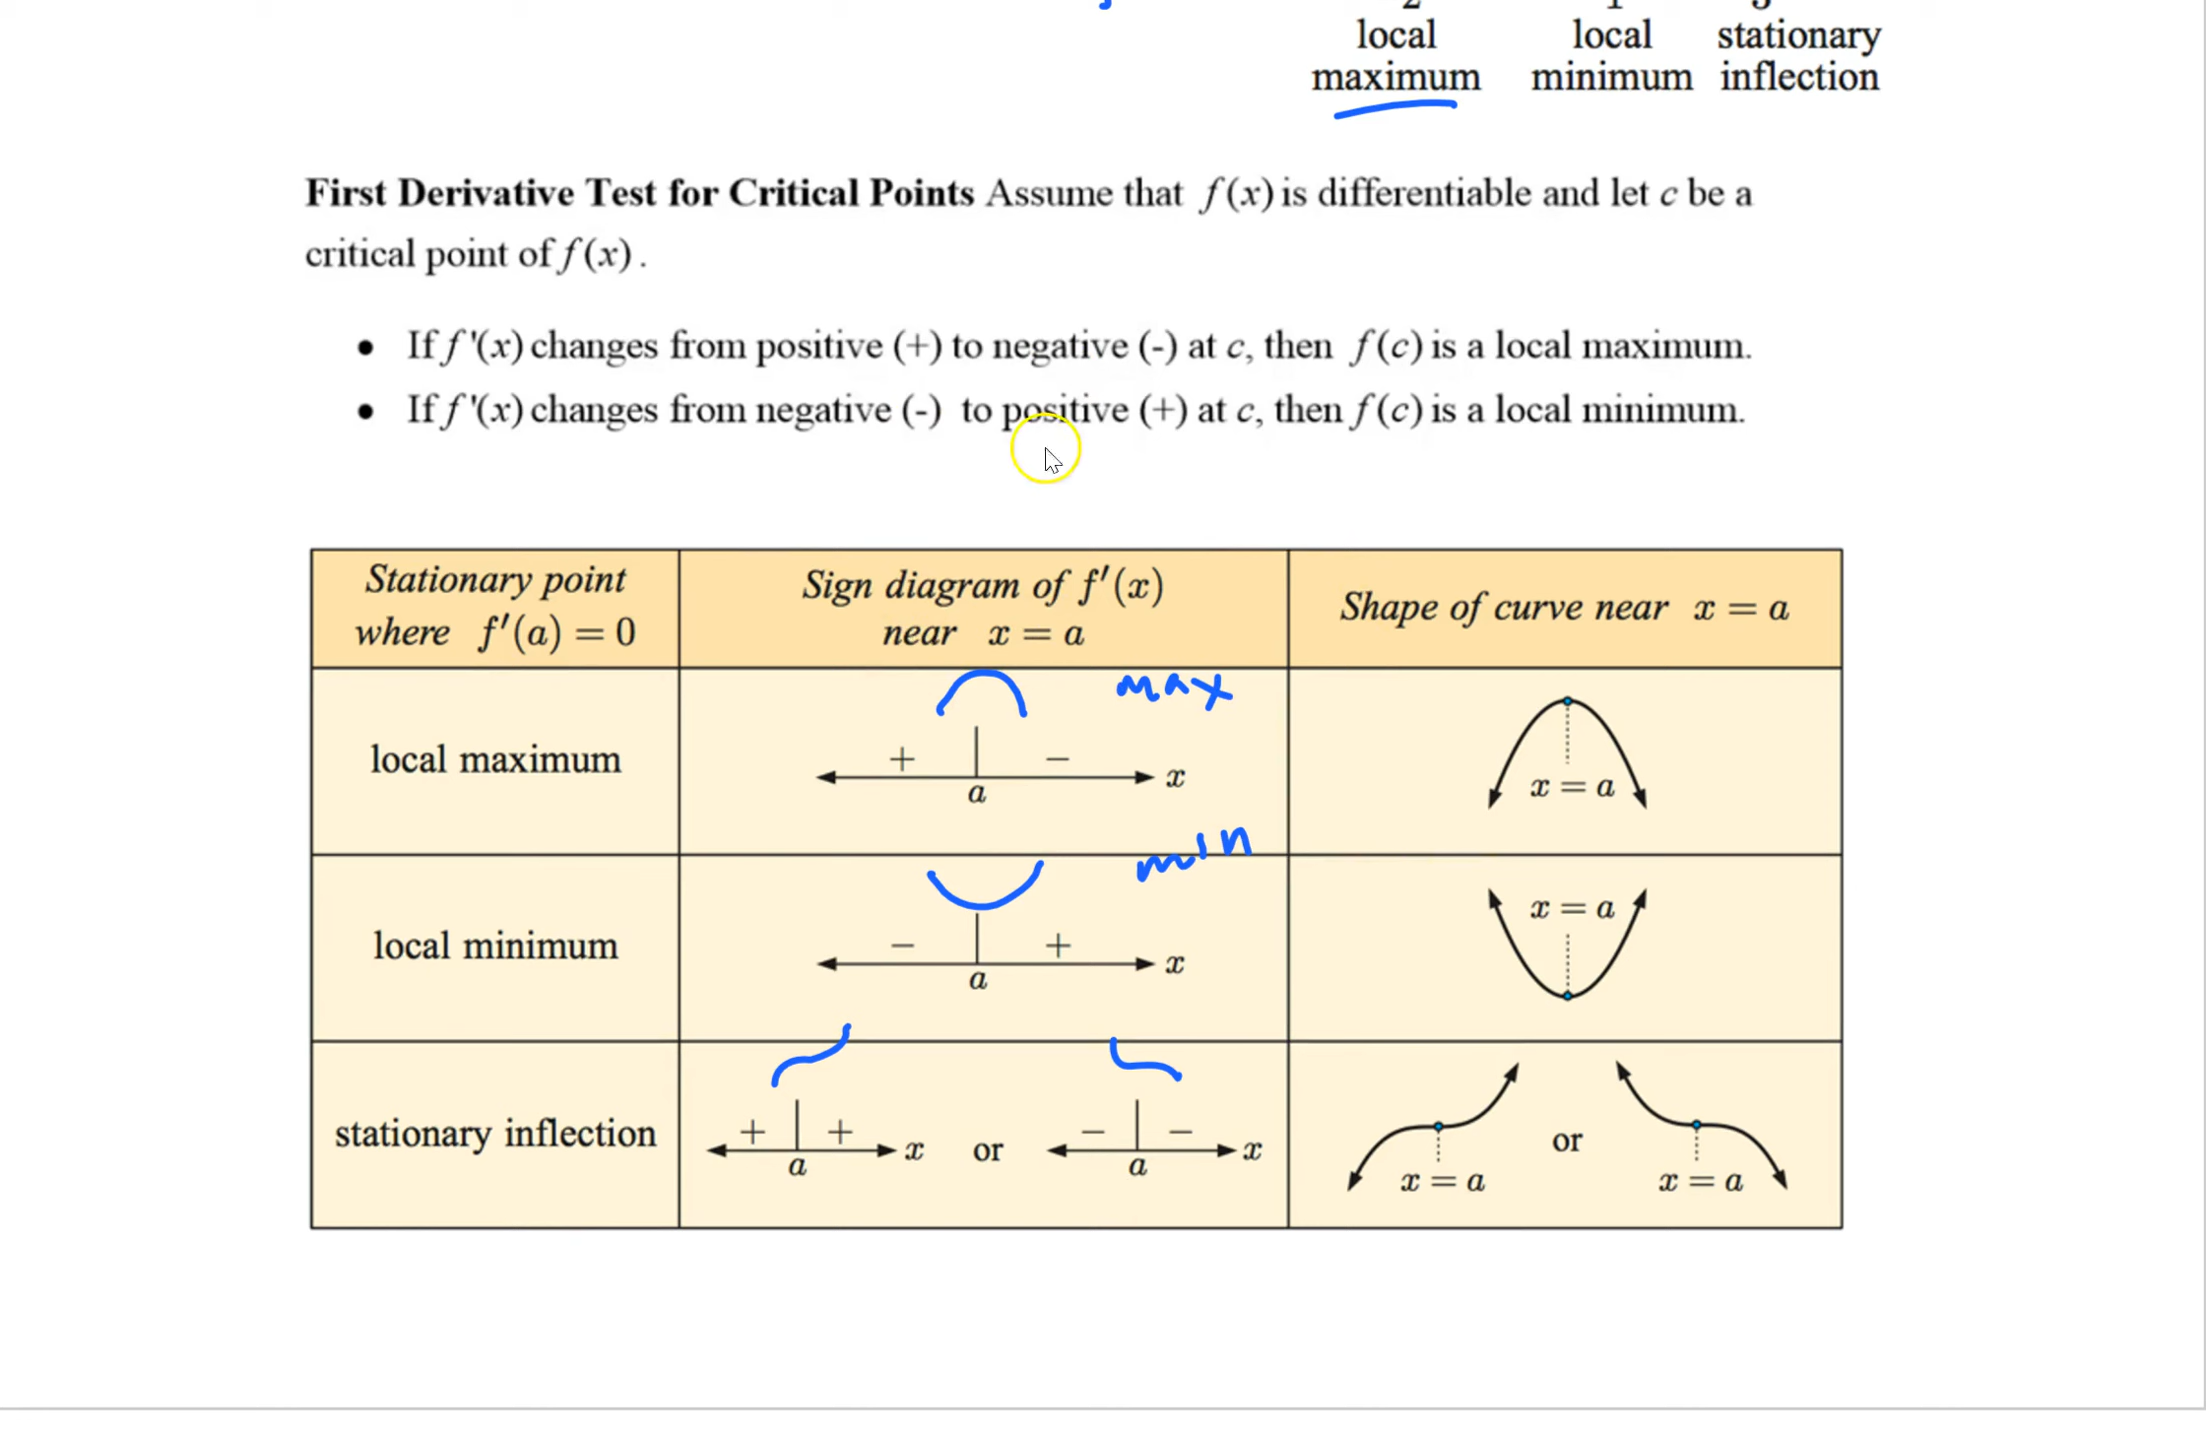 local local stationary
maximum minimum inflection
First Derivative Test for Critical Points Assume that f(x) is differentiable and let c be a
critical point of f(x).
• If f'(x) changes from positive (+) to negative (-) at c, then f(c) is a local maximum.
• If f'(x) changes from negative (-) to positive (+) at c, then f(c) is a local minimum.
Stationary point
where f′(a) = 0
Sign diagram of f′(x)
near x = a
Shape of curve near x = a
local maximum
max
+ −
a
x
x = a
local minimum
min
− +
a
x
x = a
stationary inflection
+ +
a
x
or
− −
a
x
x = a
or
x = a